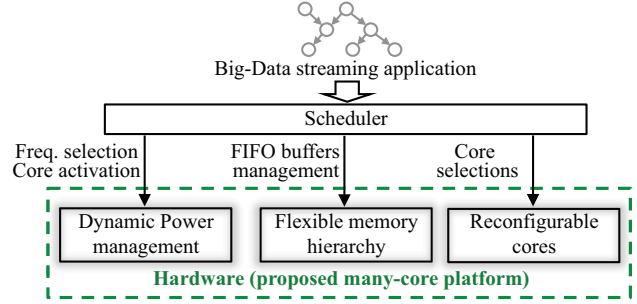 Big-Data streaming application
Scheduler
Freq. selection
Core activation
FIFO buffers
management
Core
selections
Dynamic Power
management
Flexible memory
hierarchy
Reconfigurable
cores
Hardware (proposed many-core platform)